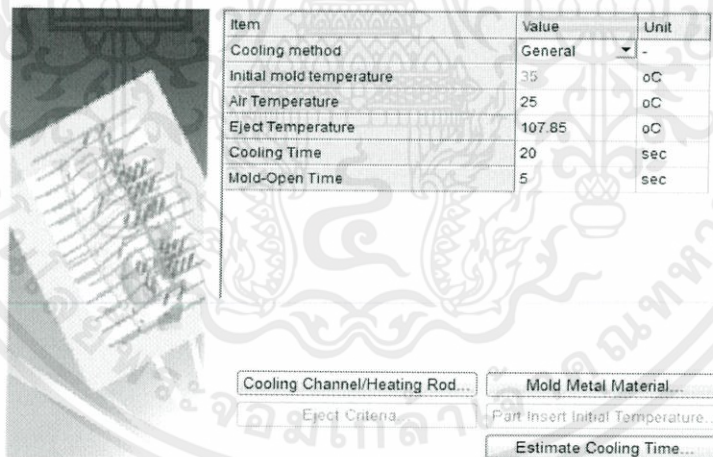 Item Value Unit
Cooling method General -
Initial mold temperature 35 oC
Air Temperature 25 oC
Eject Temperature 107.85 oC
Cooling Time 20 sec
Mold-Open Time 5 sec
Cooling Channel/Heating Rod... Mold Metal Material...
Eject Criteria... Part Insert Initial Temperature...
Estimate Cooling Time...